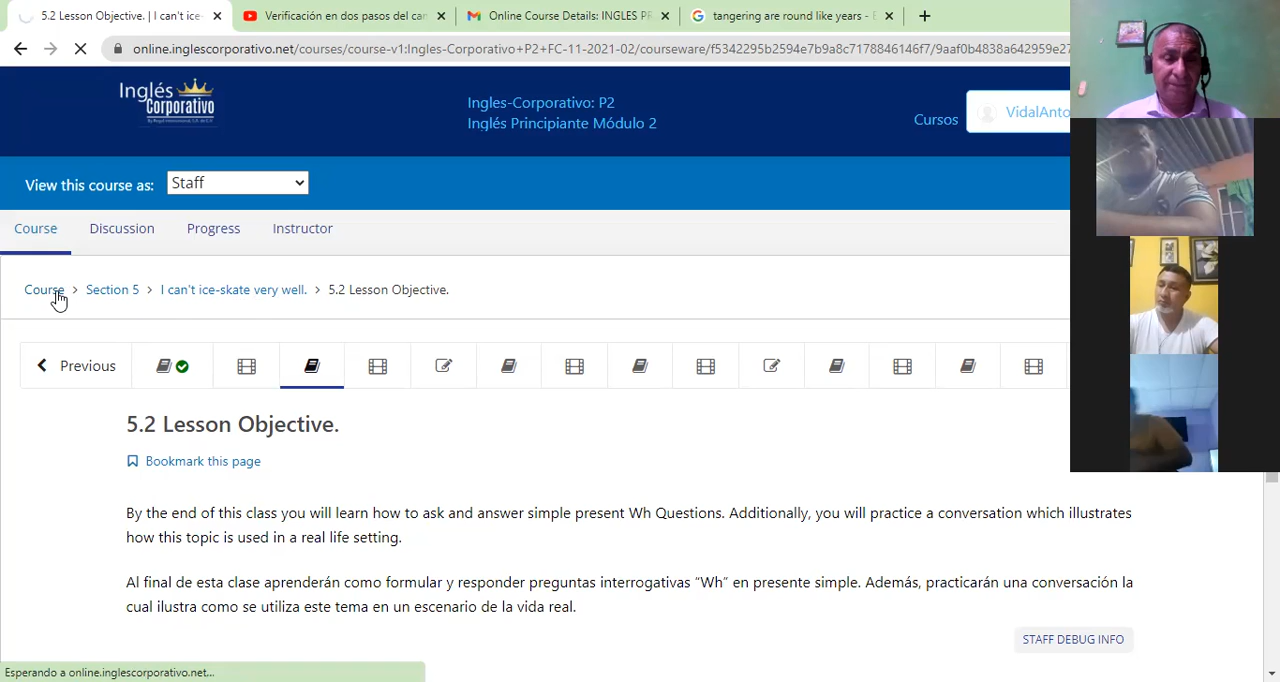 5.2 Lesson Objective. | I can't ice-
Verificación en dos pasos del can
Online Course Details: INGLES PR
tangering are round like years - B
online.inglescorporativo.net/courses/course-v1:Ingles-Corporativo+P2+FC-11-2021-02/courseware/f5342295b2594e7b9a8c7178846146f7/9aaf0b4838a642959e27
Inglés
Corporativo
Ingles-Corporativo: P2
Inglés Principiante Módulo 2
Cursos
VidalAnto
View this course as:
Staff
Course
Discussion
Progress
Instructor
Course > Section 5 > I can't ice-skate very well. > 5.2 Lesson Objective.
Previous
5.2 Lesson Objective.
Bookmark this page
By the end of this class you will learn how to ask and answer simple present Wh Questions. Additionally, you will practice a conversation which illustrates
how this topic is used in a real life setting.
Al final de esta clase aprenderán como formular y responder preguntas interrogativas “Wh” en presente simple. Además, practicarán una conversación la
cual ilustra como se utiliza este tema en un escenario de la vida real.
STAFF DEBUG INFO
Esperando a online.inglescorporativo.net...